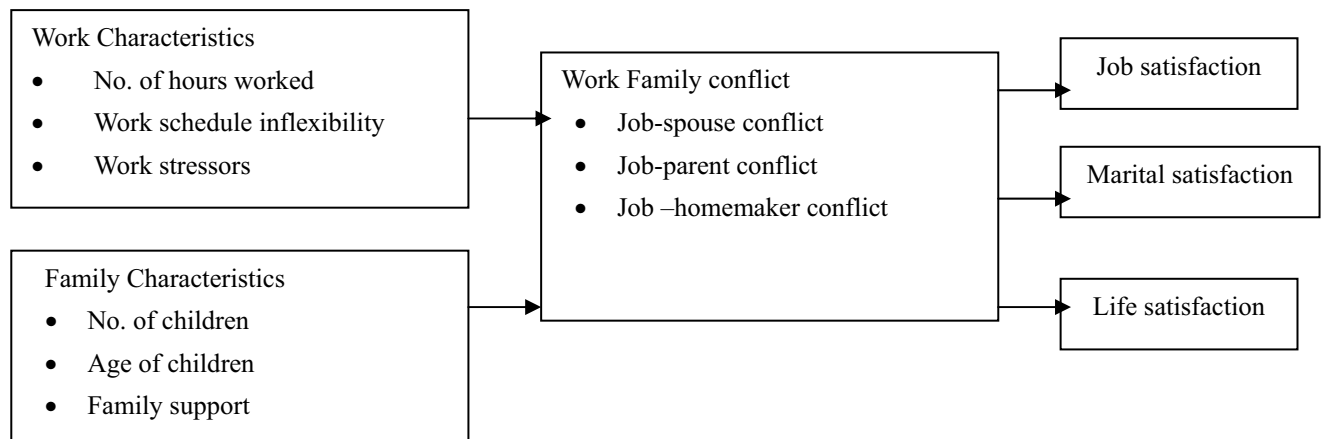 Work Characteristics
• No. of hours worked
• Work schedule inflexibility
• Work stressors
Family Characteristics
• No. of children
• Age of children
• Family support
Work Family conflict
• Job-spouse conflict
• Job-parent conflict
• Job –homemaker conflict
Job satisfaction
Marital satisfaction
Life satisfaction